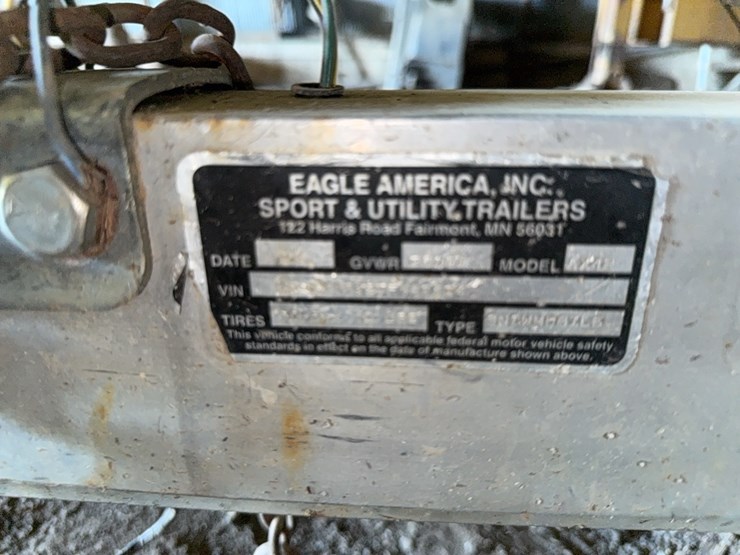 EAGLE AMERICA, INC.
SPORT & UTILITY TRAILERS
122 Harris Road Fairmont, MN 56031
DATE GVWR MODEL
VIN
TIRES TYPE
This vehicle conforms to all applicable federal motor vehicle safety
standards in effect on the date of manufacture shown above.